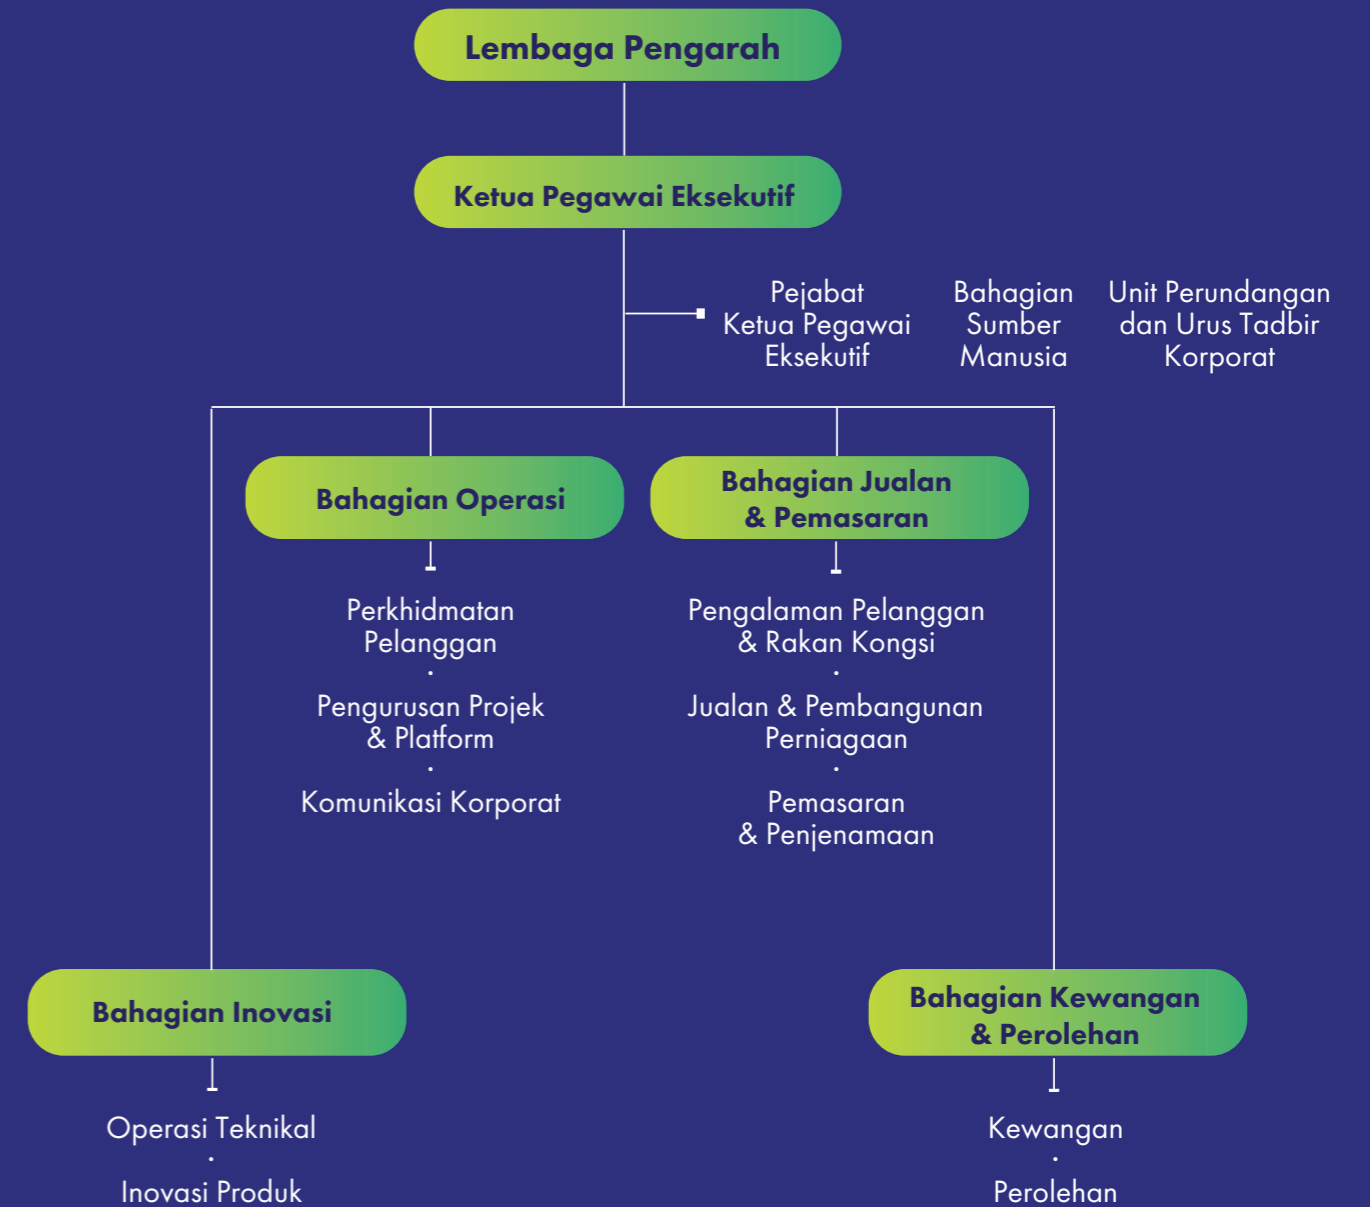 Lembaga Pengarah
Ketua Pegawai Eksekutif
Pejabat
Ketua Pegawai
Eksekutif
Bahagian
Sumber
Manusia
Unit Perundangan
dan Urus Tadbir
Korporat
Bahagian Operasi
Perkhidmatan
Pelanggan
·
Pengurusan Projek
& Platform
·
Komunikasi Korporat
Bahagian Jualan
& Pemasaran
Pengalaman Pelanggan
& Rakan Kongsi
·
Jualan & Pembangunan
Perniagaan
·
Pemasaran
& Penjenamaan
Bahagian Inovasi
Operasi Teknikal
·
Inovasi Produk
Bahagian Kewangan
& Perolehan
Kewangan
·
Perolehan